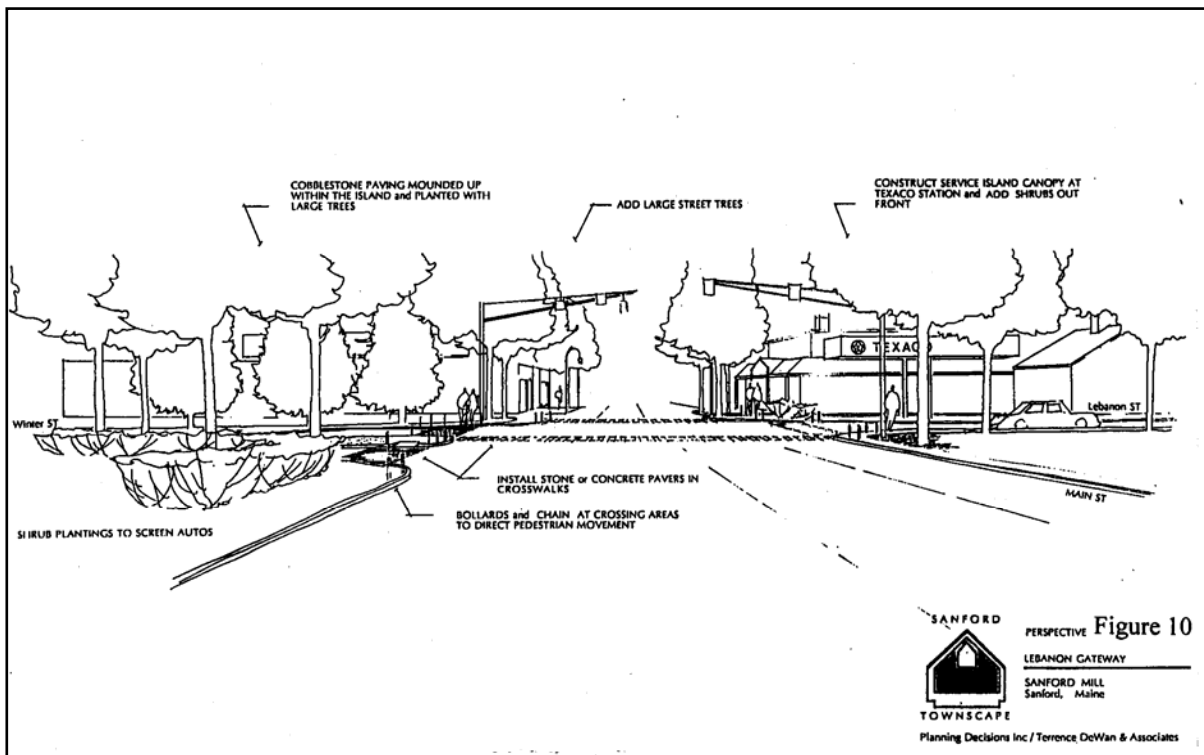 COBBLESTONE PAVING MOUNDED UP
WITHIN THE ISLAND and PLANTED WITH
LARGE TREES
ADD LARGE STREET TREES
CONSTRUCT SERVICE ISLAND CANOPY AT
TEXACO STATION and ADD SHRUBS OUT
FRONT
TEXACO
Winter ST
Lebanon ST
MAIN ST
INSTALL STONE or CONCRETE PAVERS IN
CROSSWALKS
BOLLARDS and CHAIN AT CROSSING AREAS
TO DIRECT PEDESTRIAN MOVEMENT
SHRUB PLANTINGS TO SCREEN AUTOS
SANFORD
TOWNSCAPE
PERSPECTIVE Figure 10
LEBANON GATEWAY
SANFORD MILL
Sanford, Maine
Planning Decisions Inc / Terrence DeWan & Associates